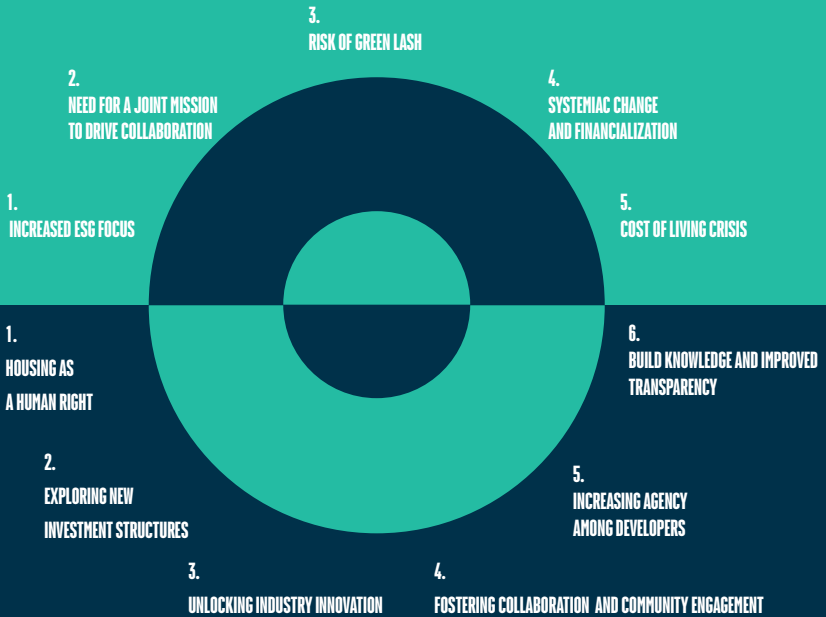 1.
INCREASED ESG FOCUS
2.
NEED FOR A JOINT MISSION
TO DRIVE COLLABORATION
3.
RISK OF GREEN LASH
4.
SYSTEMIAC CHANGE
AND FINANCIALIZATION
5.
COST OF LIVING CRISIS
1.
HOUSING AS
A HUMAN RIGHT
2.
EXPLORING NEW
INVESTMENT STRUCTURES
3.
UNLOCKING INDUSTRY INNOVATION
4.
FOSTERING COLLABORATION AND COMMUNITY ENGAGEMENT
5.
INCREASING AGENCY
AMONG DEVELOPERS
6.
BUILD KNOWLEDGE AND IMPROVED
TRANSPARENCY